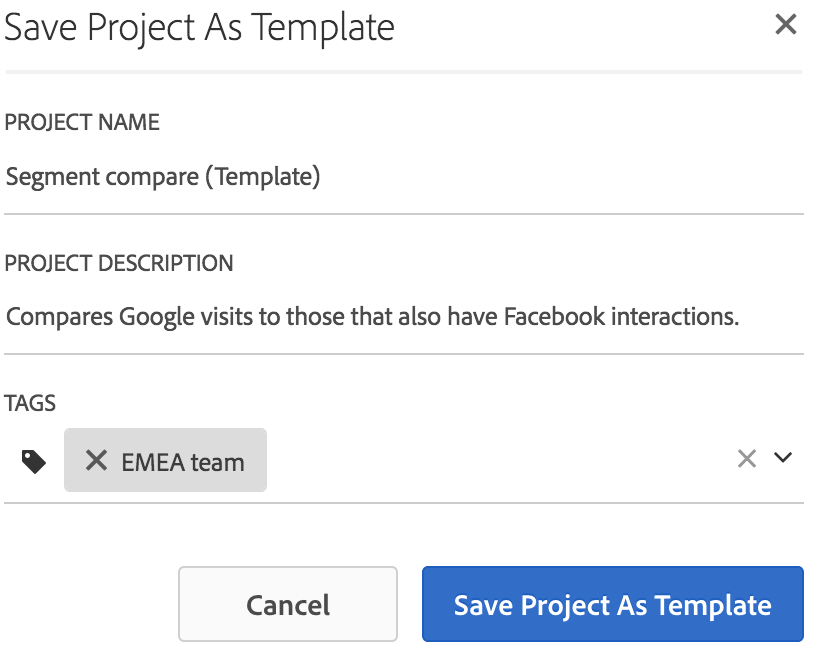 Save Project As Template
PROJECT NAME
Segment compare (Template)
PROJECT DESCRIPTION
Compares Google visits to those that also have Facebook interactions.
TAGS
EMEA team
Cancel
Save Project As Template